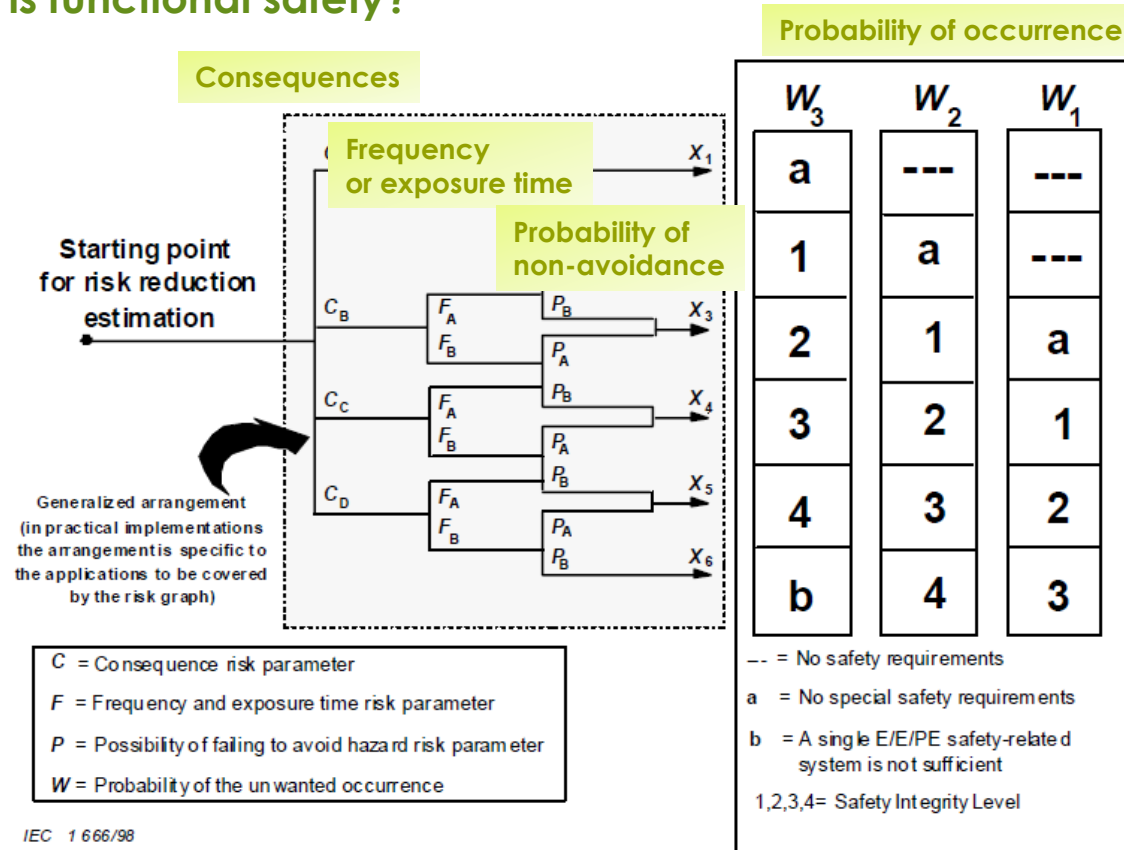 is functional safety?
Probability of occurrence
Consequences
Frequency
or exposure time
Probability of
non-avoidance
Starting point
for risk reduction
estimation
Generalized arrangement
(in practical implementations
the arrangement is specific to
the applications to be covered
by the risk graph)
X1
CB
FA
FB
PB
PA
X3
CC
FA
FB
PB
PA
X4
CD
FA
FB
PB
PA
X5
PB
X6
W3 W2 W1
a --- ---
1 a ---
2 1 a
3 2 1
4 3 2
b 4 3
C = Consequence risk parameter
F = Frequency and exposure time risk parameter
P = Possibility of failing to avoid hazard risk parameter
W = Probability of the unwanted occurrence
--- = No safety requirements
a = No special safety requirements
b = A single E/E/PE safety-related
system is not sufficient
1,2,3,4= Safety Integrity Level
IEC 1 666/98